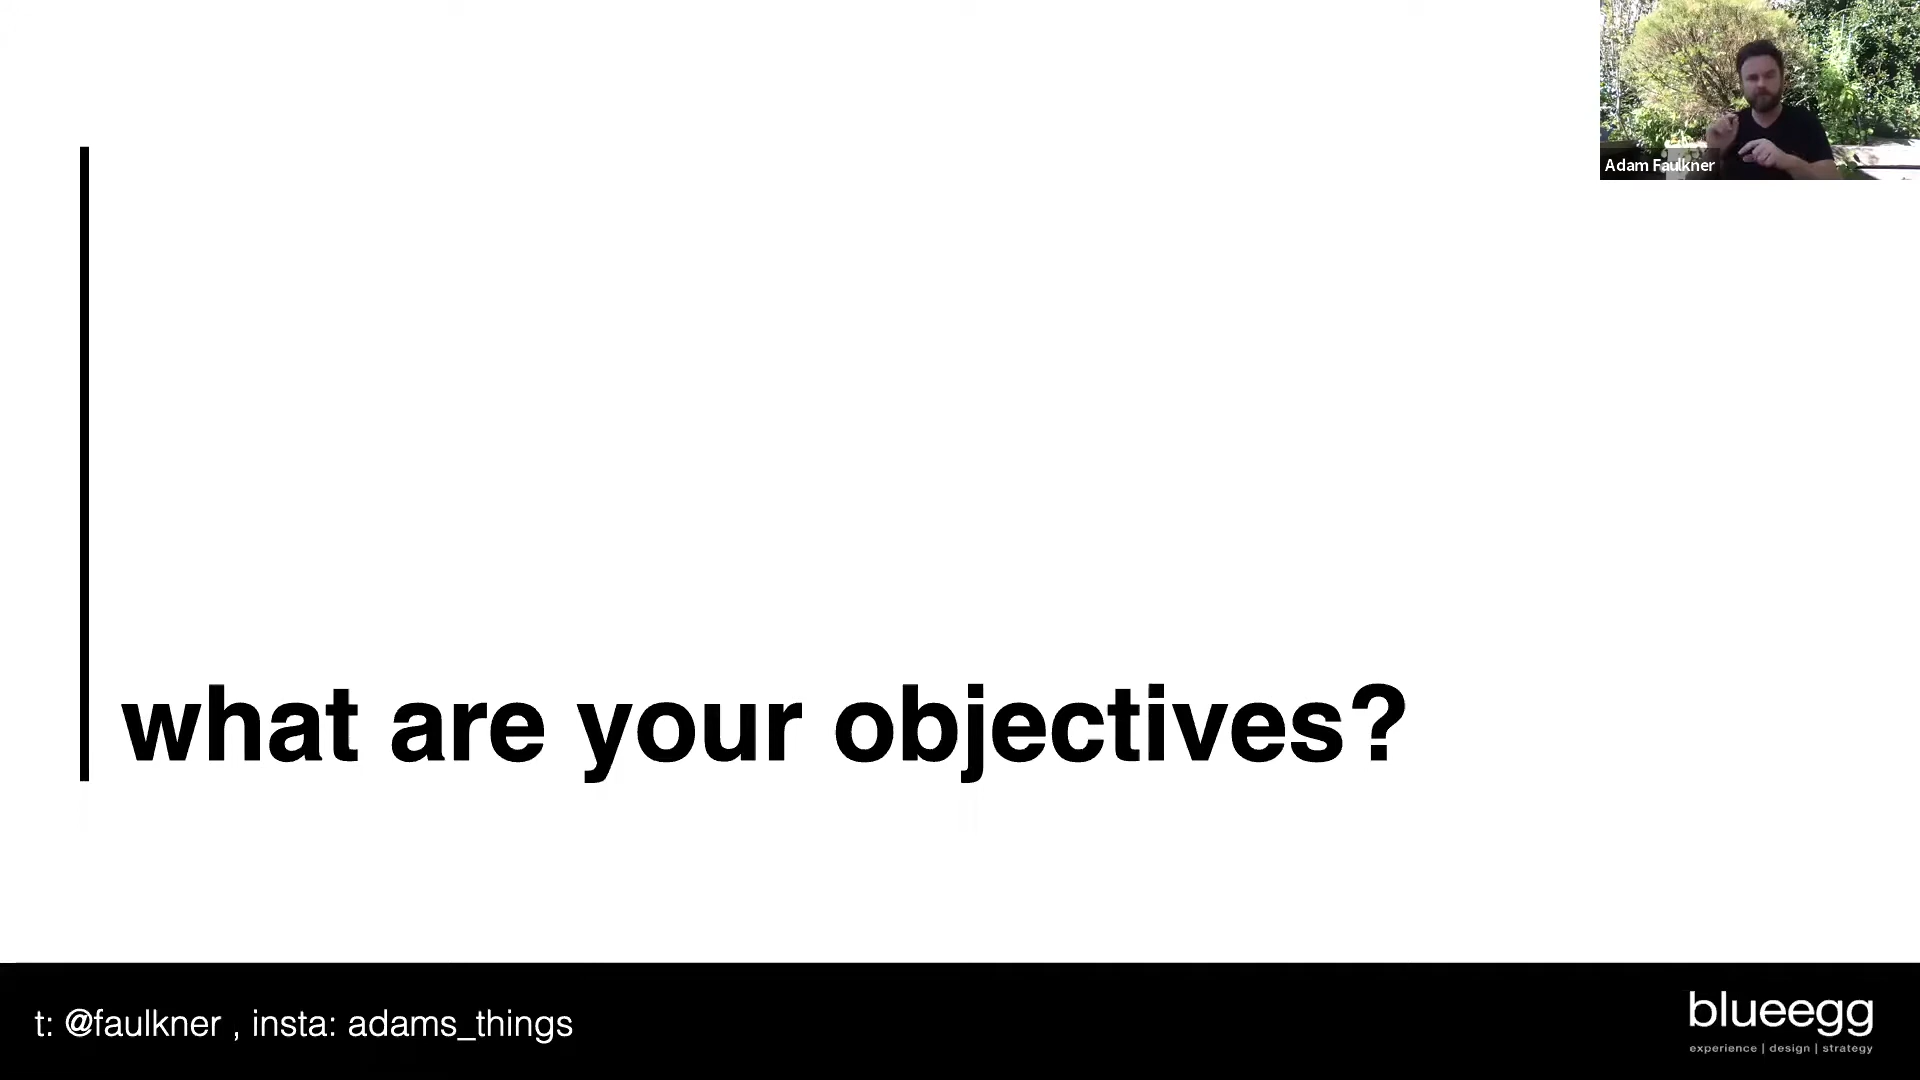 Adam Faulkner
what are your objectives?
t: @faulkner , insta: adams_things
blueegg
experience | design | strategy